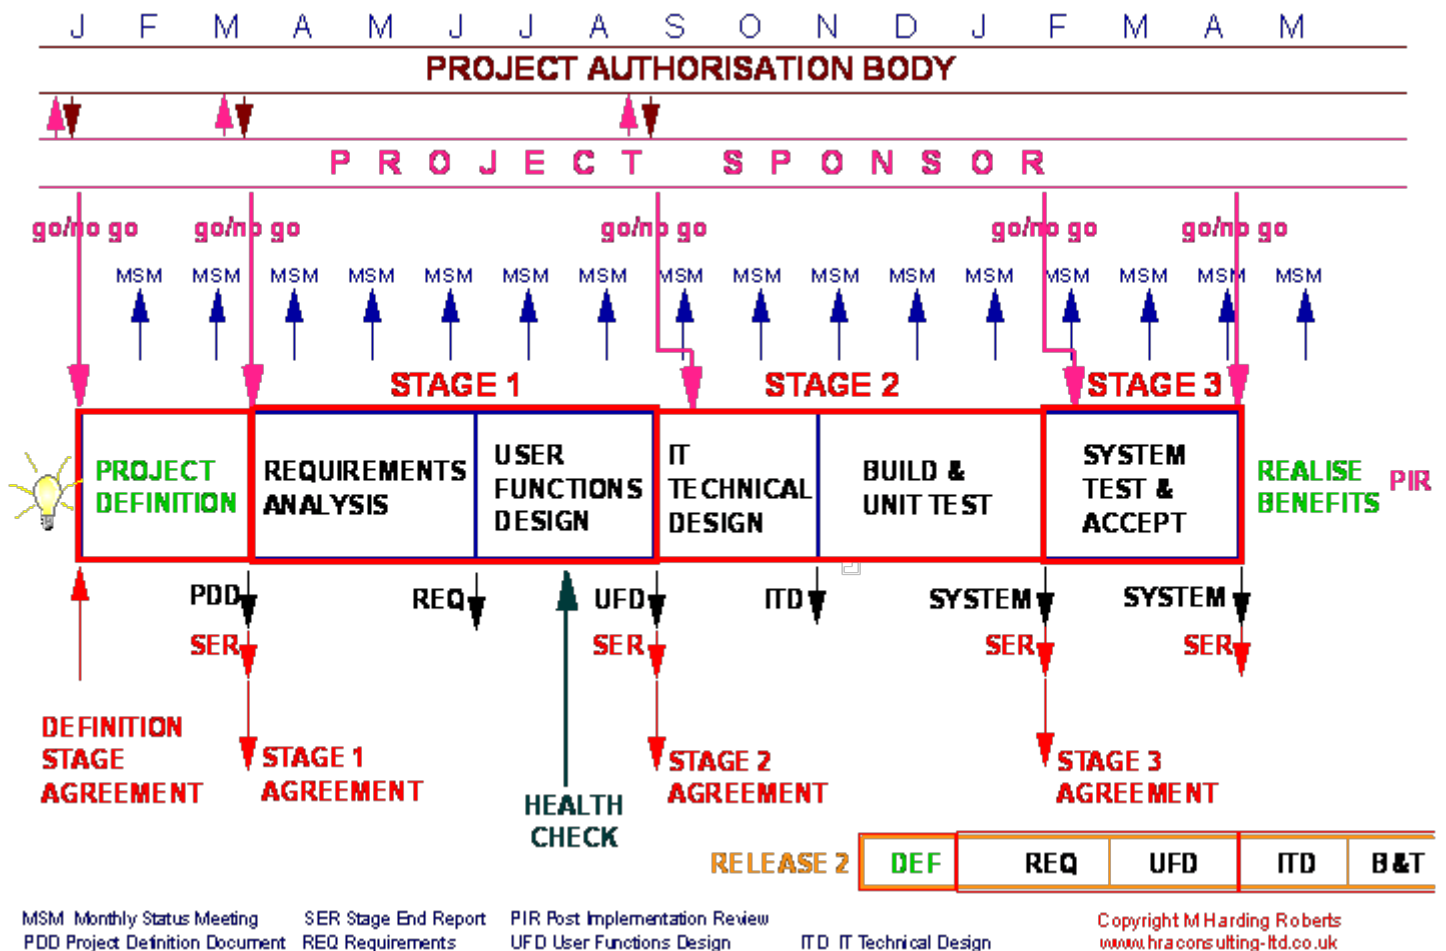 J F M A M J J A S O N D J F M A M
PROJECT AUTHORISATION BODY
PROJECT SPONSOR
go/no go go/no go go/no go go/no go go/no go
MSM MSM MSM MSM MSM MSM MSM MSM MSM MSM MSM MSM MSM MSM MSM MSM
STAGE 1 STAGE 2 STAGE 3
PROJECT
DEFINITION
REQUIREMENTS
ANALYSIS
USER
FUNCTIONS
DESIGN
IT
TECHNICAL
DESIGN
BUILD &
UNIT TEST
SYSTEM
TEST &
ACCEPT
REALISE
BENEFITS
PIR
PDD REQ UFD ITD SYSTEM SYSTEM
SER SER SER SER
DEFINITION
STAGE
AGREEMENT
STAGE 1
AGREEMENT
HEALTH
CHECK
STAGE 2
AGREEMENT
STAGE 3
AGREEMENT
RELEASE 2 DEF REQ UFD ITD B&T
MSM Monthly Status Meeting SER Stage End Report PIR Post Implementation Review
PDD Project Definition Document REQ Requirements UFD User Functions Design ITD IT Technical Design
Copyright M Harding Roberts
www.hraconsulting-ltd.co.uk